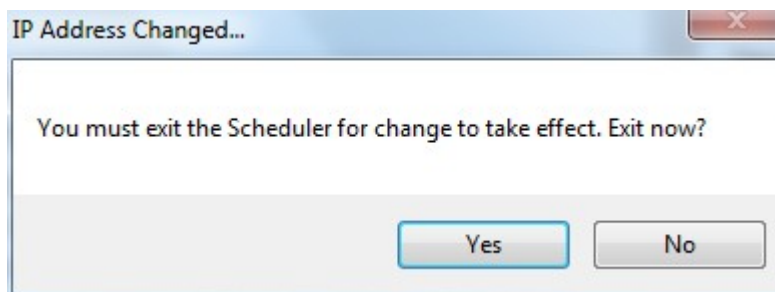 IP Address Changed...
You must exit the Scheduler for change to take effect. Exit now?
Yes No